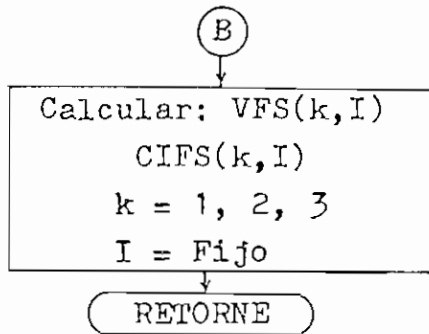 B
Calcular: VFS(k,I)
CIFS(k,I)
k = 1, 2, 3
I = Fijo
RETORNE